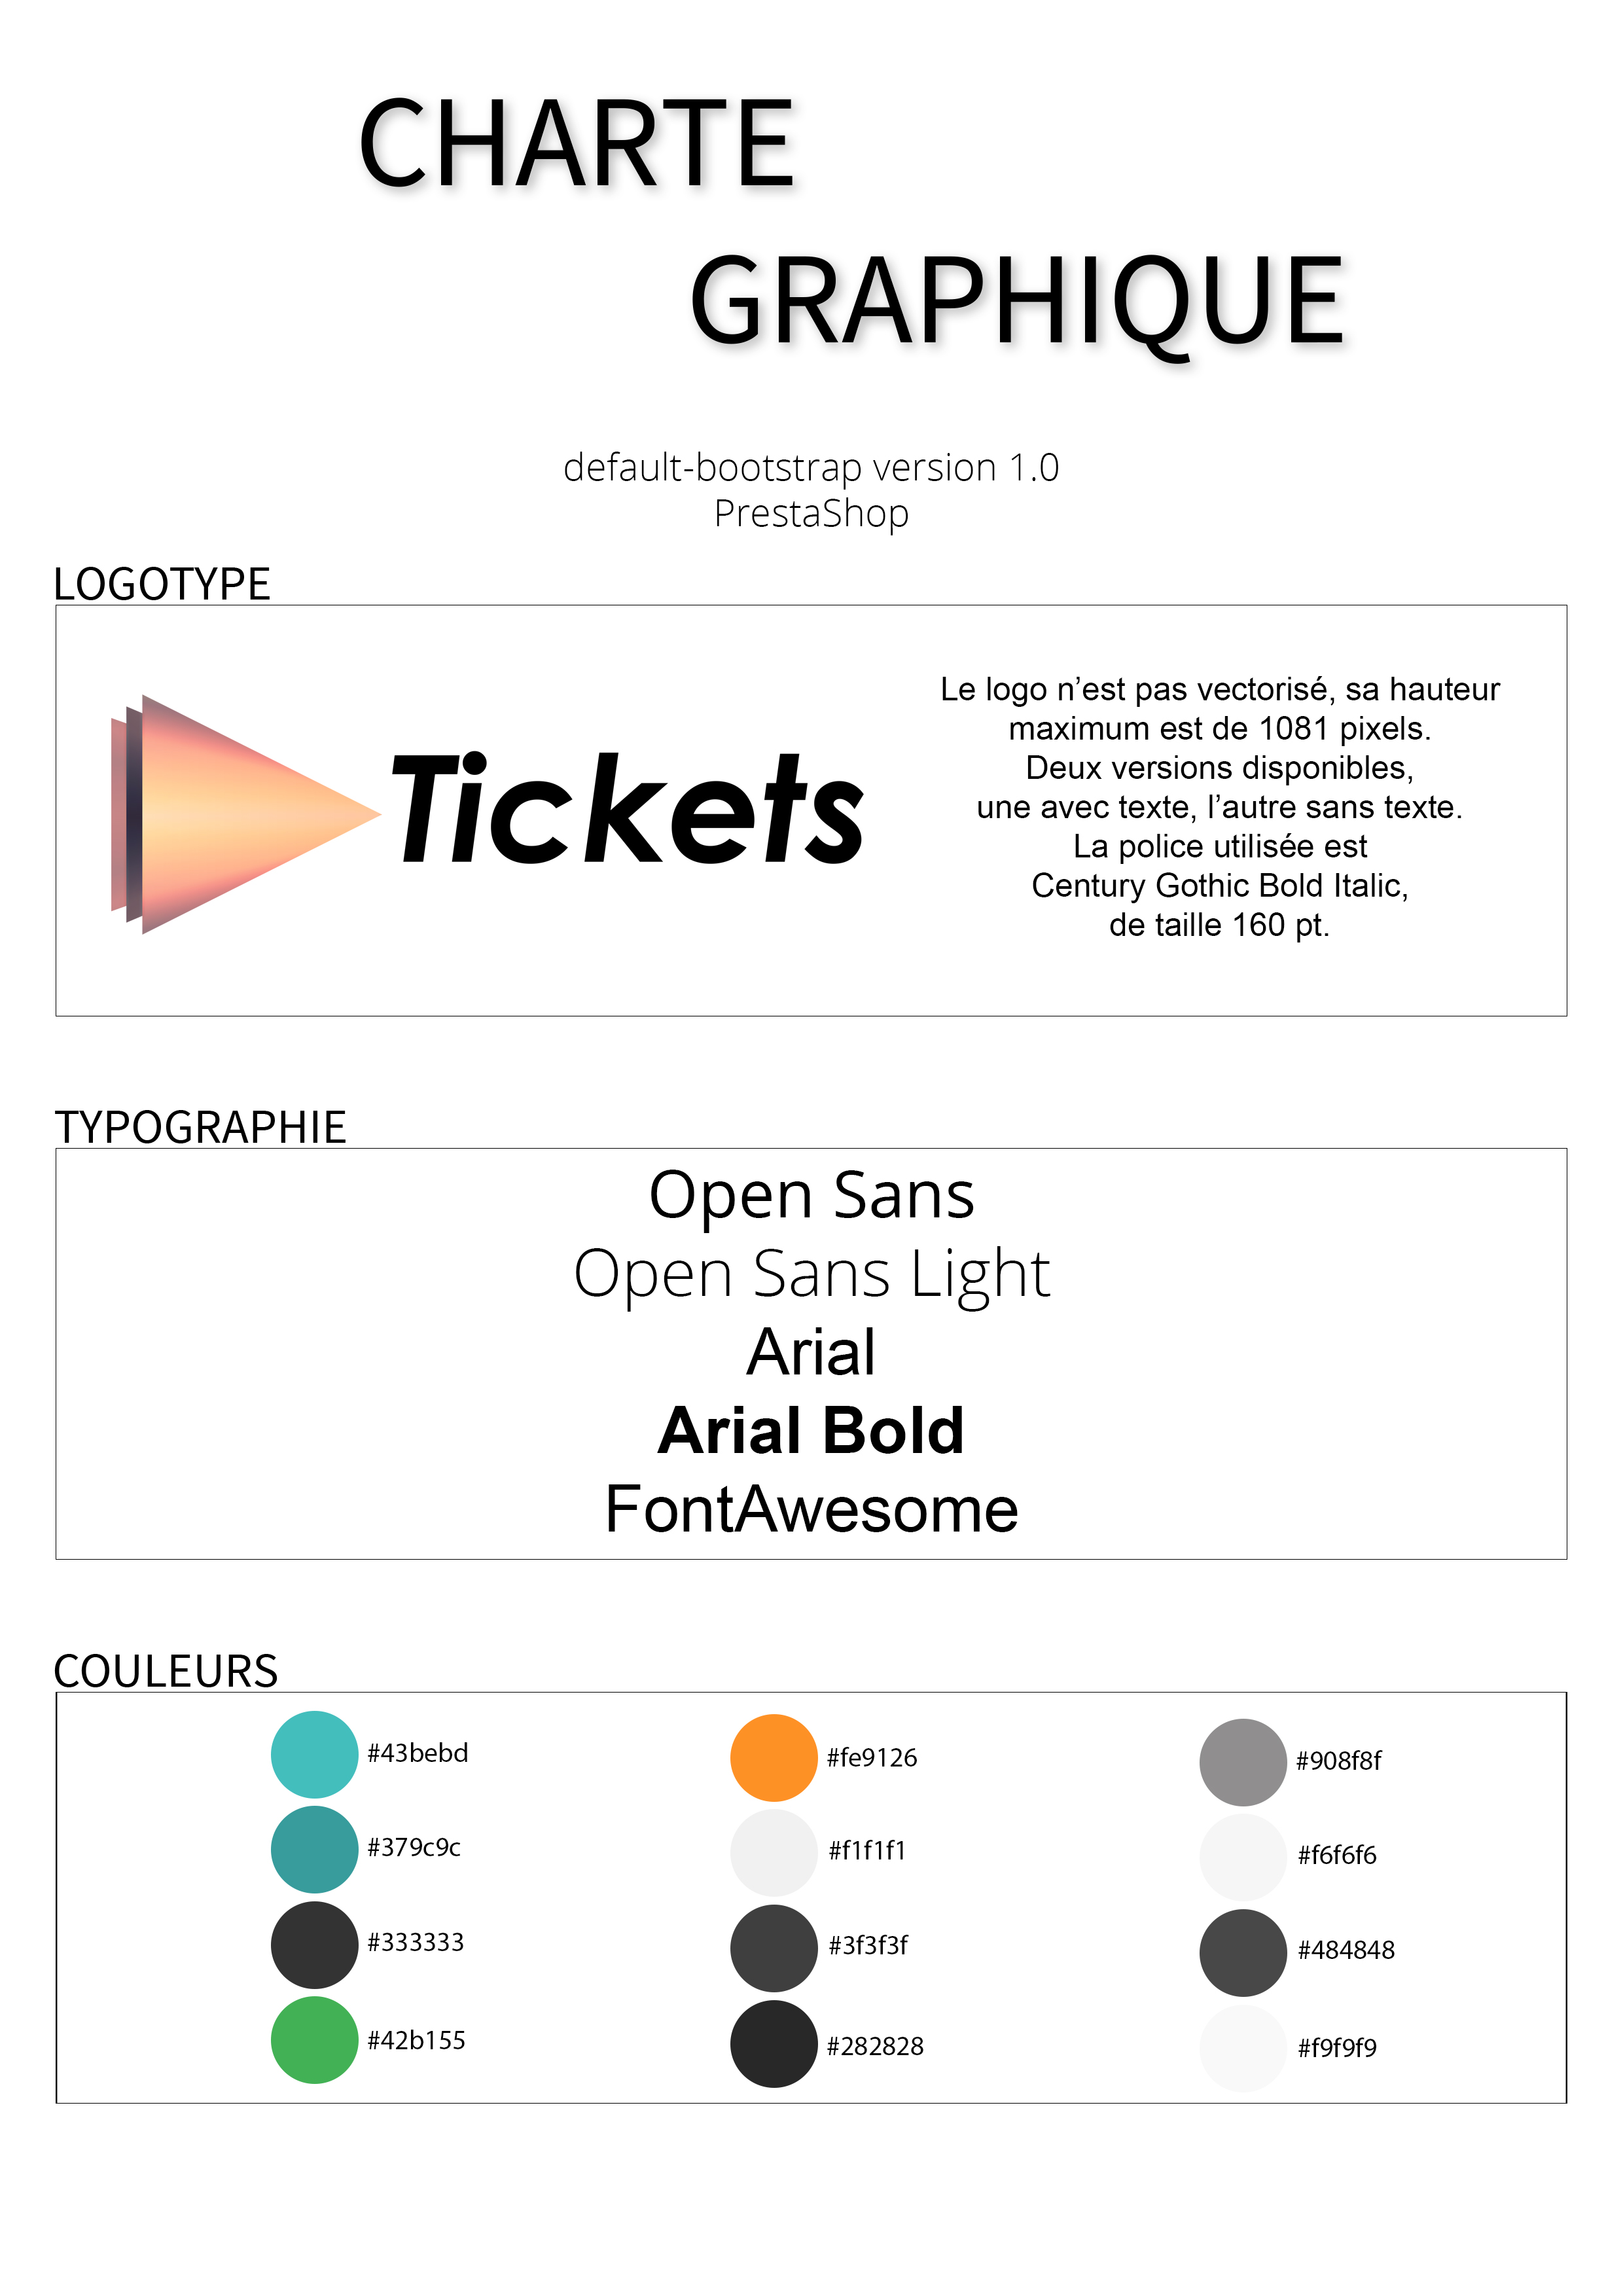 CHARTE
GRAPHIQUE
default-bootstrap version 1.0
PrestaShop
LOGOTYPE
Tickets
Le logo n’est pas vectorisé, sa hauteur
maximum est de 1081 pixels.
Deux versions disponibles,
une avec texte, l’autre sans texte.
La police utilisée est
Century Gothic Bold Italic,
de taille 160 pt.
TYPOGRAPHIE
Open Sans
Open Sans Light
Arial
Arial Bold
FontAwesome
COULEURS
#43bebd
#fe9126
#908f8f
#379c9c
#f1f1f1
#f6f6f6
#333333
#3f3f3f
#484848
#42b155
#282828
#f9f9f9